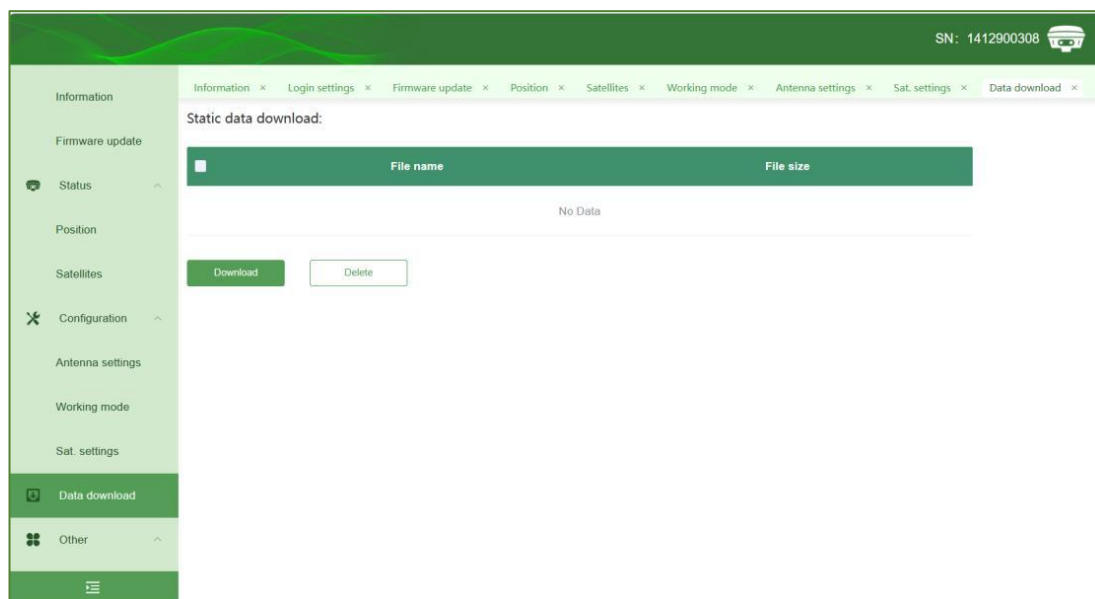 SN: 1412900308
Information × Login settings × Firmware update × Position × Satellites × Working mode × Antenna settings × Sat. settings × Data download ×
Information
Firmware update
Status
Position
Satellites
Configuration
Antenna settings
Working mode
Sat. settings
Data download
Other
Static data download:
File name File size
No Data
Download Delete